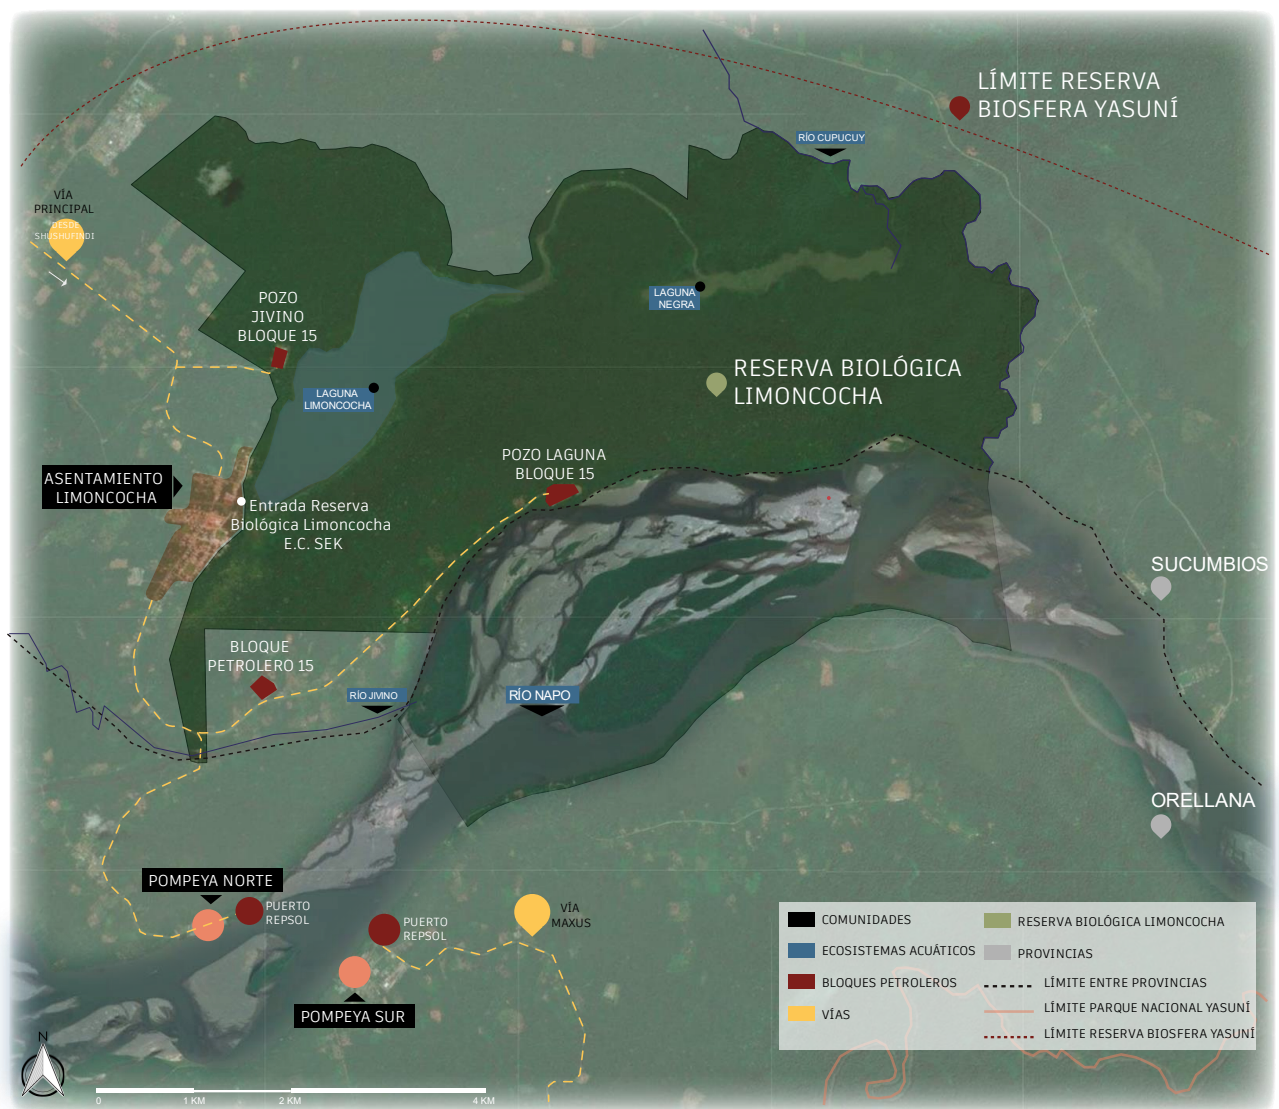 LÍMITE RESERVA
BIOSFERA YASUNÍ
RÍO CUPUCUY
VÍA
PRINCIPAL
DESDE
SHUSHUFINDI
POZO
JIVINO
BLOQUE 15
LAGUNA
NEGRA
LAGUNA
LIMONCOCHA
RESERVA BIOLÓGICA
LIMONCOCHA
POZO LAGUNA
BLOQUE 15
ASENTAMIENTO
LIMONCOCHA
Entrada Reserva
Biológica Limoncocha
E.C. SEK
SUCUMBIOS
BLOQUE
PETROLERO 15
RÍO JIVINO
RÍO NAPO
ORELLANA
POMPEYA NORTE
PUERTO
REPSOL
PUERTO
REPSOL
VÍA
MAXUS
POMPEYA SUR
COMUNIDADES
ECOSISTEMAS ACUÁTICOS
BLOQUES PETROLEROS
VÍAS
RESERVA BIOLÓGICA LIMONCOCHA
PROVINCIAS
LÍMITE ENTRE PROVINCIAS
LÍMITE PARQUE NACIONAL YASUNÍ
LÍMITE RESERVA BIOSFERA YASUNÍ
N
0 1 KM 2 KM 4 KM